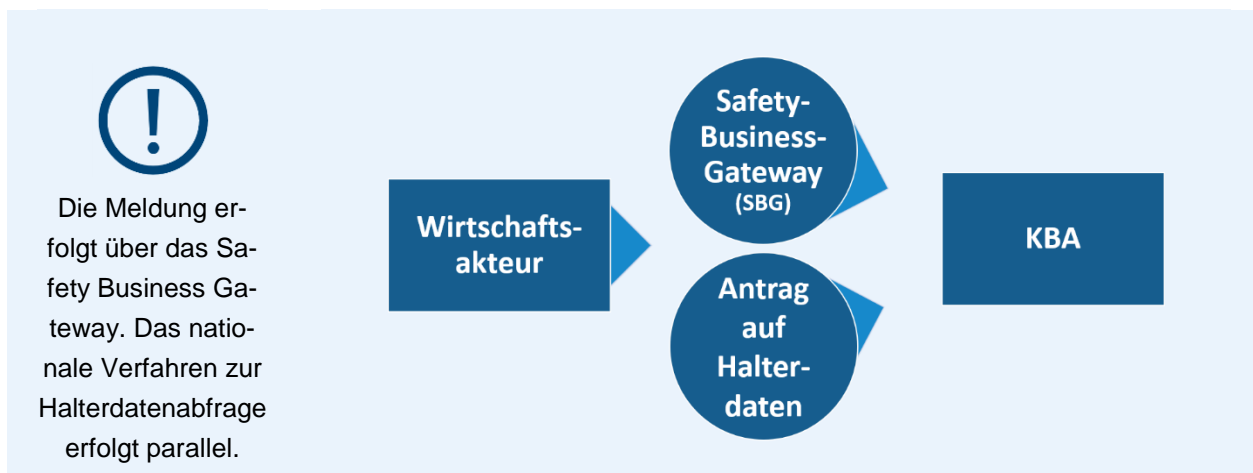 !
Die Meldung er-
folgt über das Sa-
fety Business Ga-
teway. Das natio-
nale Verfahren zur
Halterdatenabfrage
erfolgt parallel.
Wirtschafts-
akteur
Safety-
Business-
Gateway
(SBG)
Antrag
auf
Halter-
daten
KBA